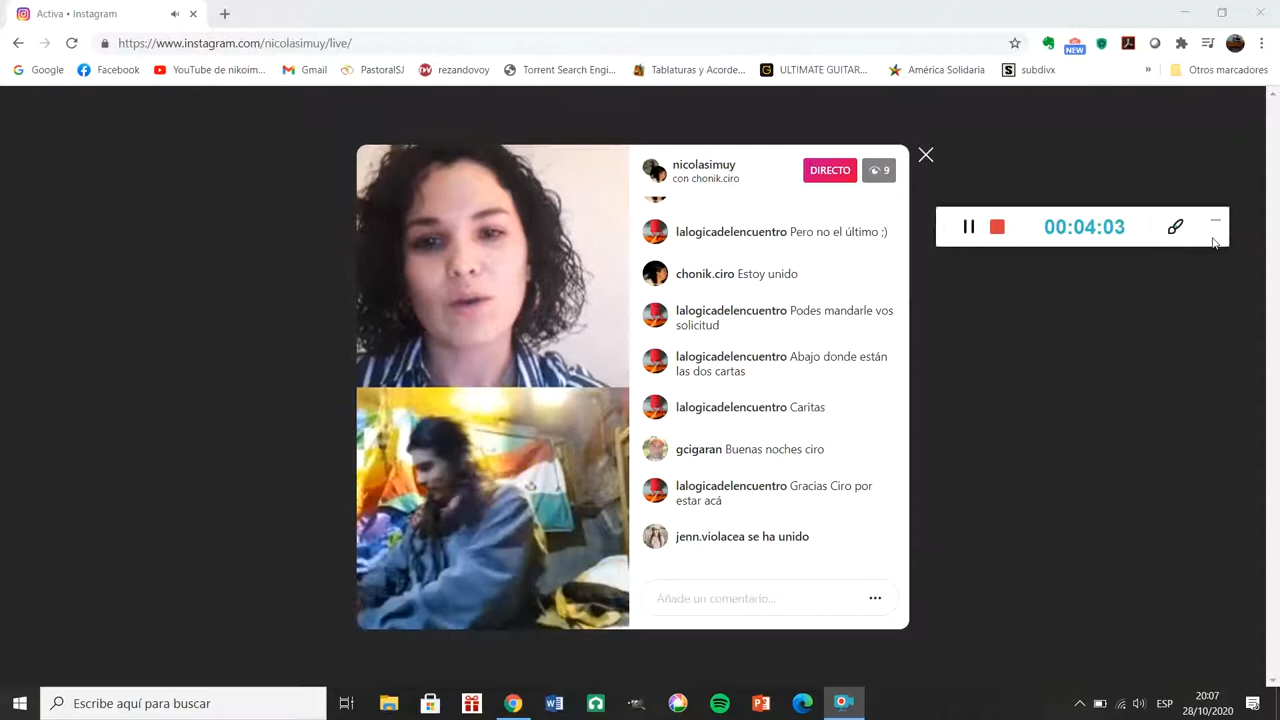 Activa • Instagram
https://www.instagram.com/nicolasimuy/live/
NEW
Google
Facebook
YouTube de nikoim...
Gmail
PastoralSJ
rezandovoy
Torrent Search Engi...
Tablaturas y Acorde...
ULTIMATE GUITAR...
América Solidaria
subdivx
»
Otros marcadores
nicolasimuy
con chonik.ciro
DIRECTO
9
lalogicadelencuentro Pero no el último ;)
chonik.ciro Estoy unido
lalogicadelencuentro Podes mandarle vos
solicitud
lalogicadelencuentro Abajo donde están
las dos cartas
lalogicadelencuentro Caritas
gcigaran Buenas noches ciro
lalogicadelencuentro Gracias Ciro por
estar acá
jenn.violacea se ha unido
Añade un comentario...
00:04:03
Escribe aquí para buscar
ESP
20:07
28/10/2020